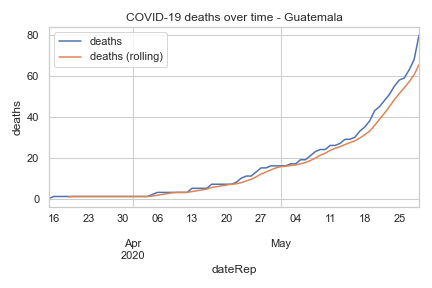 COVID-19 deaths over time - Guatemala
deaths
deaths (rolling)
deaths
80
60
40
20
0
16 23 30 06 13 20 27 04 11 18 25
Apr May
2020
dateRep